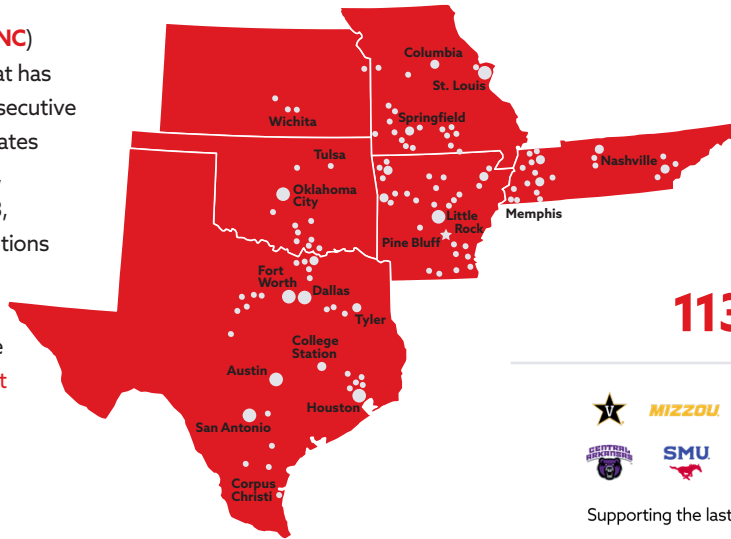 NC)
at has
secutive
ates
3,
tions
e
t
Columbia
St. Louis
Wichita
Springfield
Tulsa
Nashville
Oklahoma
City
Memphis
Little
Rock
Pine Bluff
Fort
Worth
Dallas
Tyler
College
Station
Austin
Houston
San Antonio
Corpus
Christi
113
V
MIZZOU
CENTRAL
ARKANSAS
SMU
Supporting the last